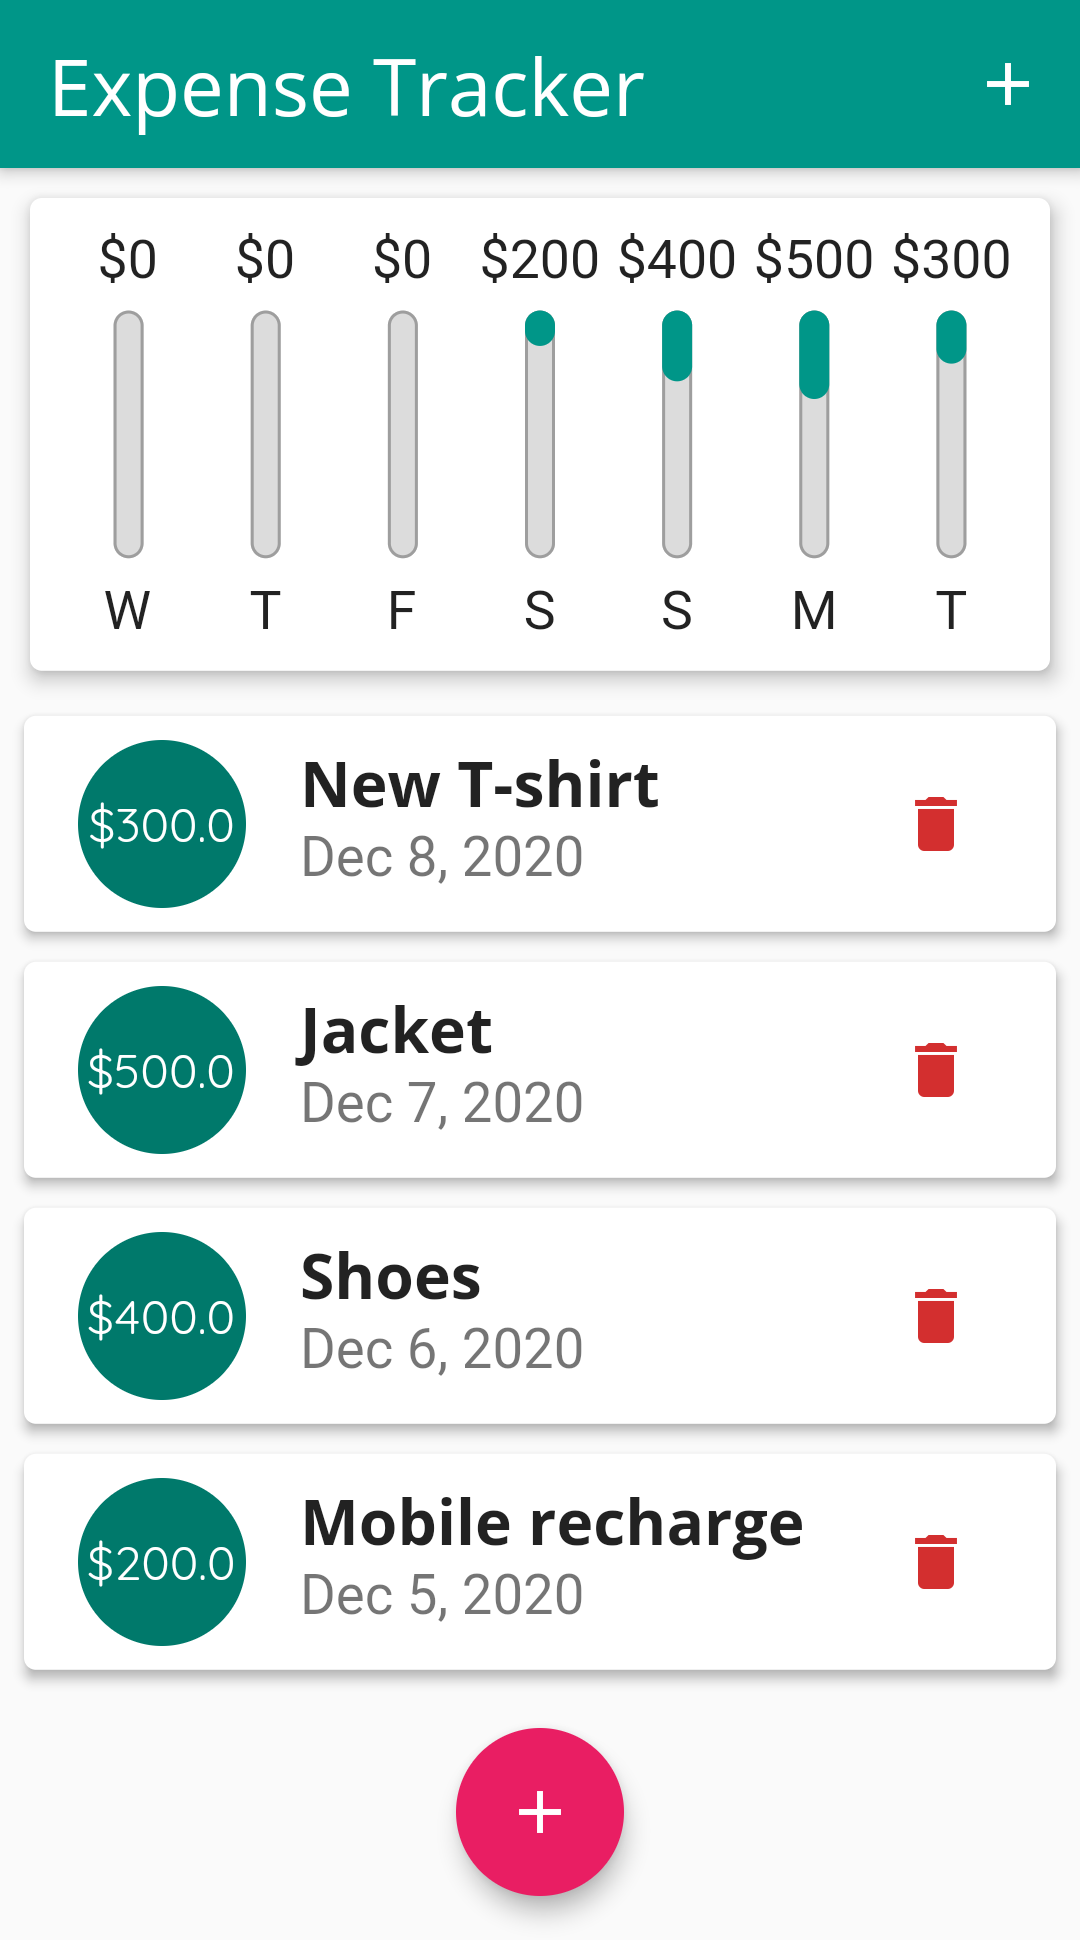 Expense Tracker
$0 $0 $0 $200 $400 $500 $300
W T F S S M T
$300.0
New T-shirt
Dec 8, 2020
$500.0
Jacket
Dec 7, 2020
$400.0
Shoes
Dec 6, 2020
$200.0
Mobile recharge
Dec 5, 2020